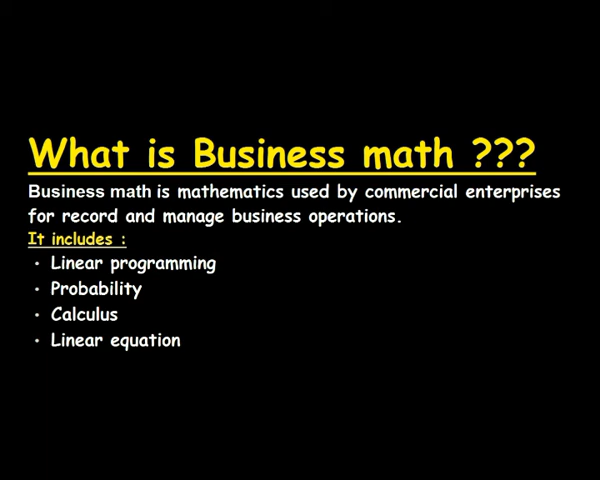 What is Business math ???
Business math is mathematics used by commercial enterprises
for record and manage business operations.
It includes :
• Linear programming
• Probability
• Calculus
• Linear equation